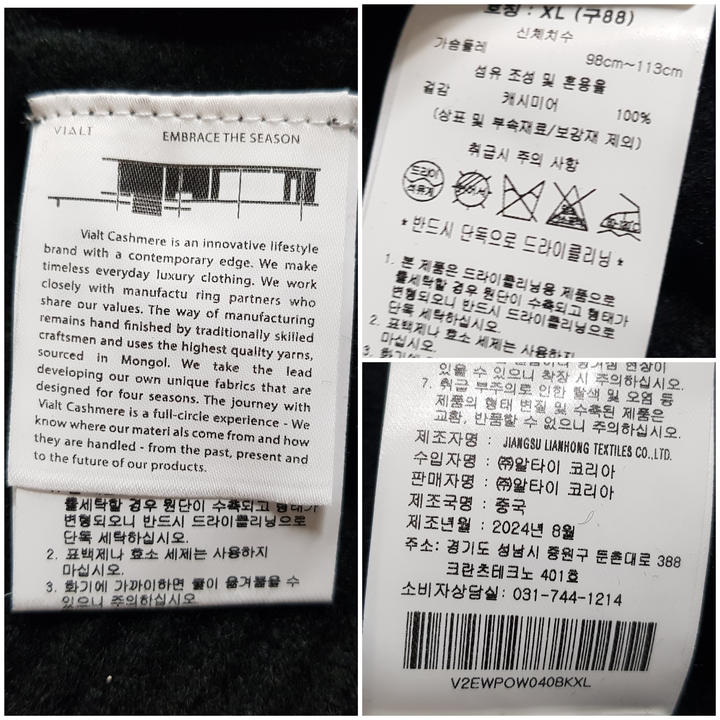 VIALT EMBRACE THE SEASON
Vialt Cashmere is an innovative lifestyle
brand with a contemporary edge. We make
timeless everyday luxury clothing. We work
closely with manufactu ring partners who
share our values. The way of manufacturing
remains hand finished by traditionally skilled
craftsmen and uses the highest quality yarns,
sourced in Mongol. We take the lead
developing our own unique fabrics that are
designed for four seasons. The journey with
Vialt Cashmere is a full-circle experience - We
know where our materi als come from and how
they are handled - from the past, present and
to the future of our products.
물세탁할 경우 원단이 수축되고 형태가
변형되오니 반드시 드라이클리닝으로
단독 세탁하십시오.
2. 표백제나 효소 세제는 사용하지
마십시오.
3. 화기에 가까이하면 불이 옮겨붙을 수
있으니 주의하십시오
호칭 : XL (구88)
신체치수
가슴둘레 98cm~113cm
섬유 조성 및 혼용율
겉감 캐시미어 100%
(상표 및 부속재료/보강재 제외)
취급시 주의 사항
드라이
석유계
* 반드시 단독으로 드라이클리닝 *
1. 본 제품은 드라이클리닝용 제품으로
물세탁할 경우 원단이 수축되고 형태가
변형되오니 반드시 드라이클리닝으로
단독 세탁하십시오.
2. 표백제나 효소 세제는 사용하지
마십시오.
3. 화기에
있을 수 있으니 착장 시 주의하십시오.
7. 취급 부주의로 인한 탈색 및 오염 등
제품의 형태 변질 및 수축된 제품은
교환, 반품할 수 없으니 주의하십시오.
제조자명 : JIANGSU LIANHONG TEXTILES CO.,LTD.
수입자명 : ㈜알타이 코리아
판매자명 : ㈜알타이 코리아
제조국명 : 중국
제조년월 : 2024년 8월
주소: 경기도 성남시 중원구 둔촌대로 388
크란츠테크노 401호
소비자상담실: 031-744-1214
V2EWPOW040BKXL